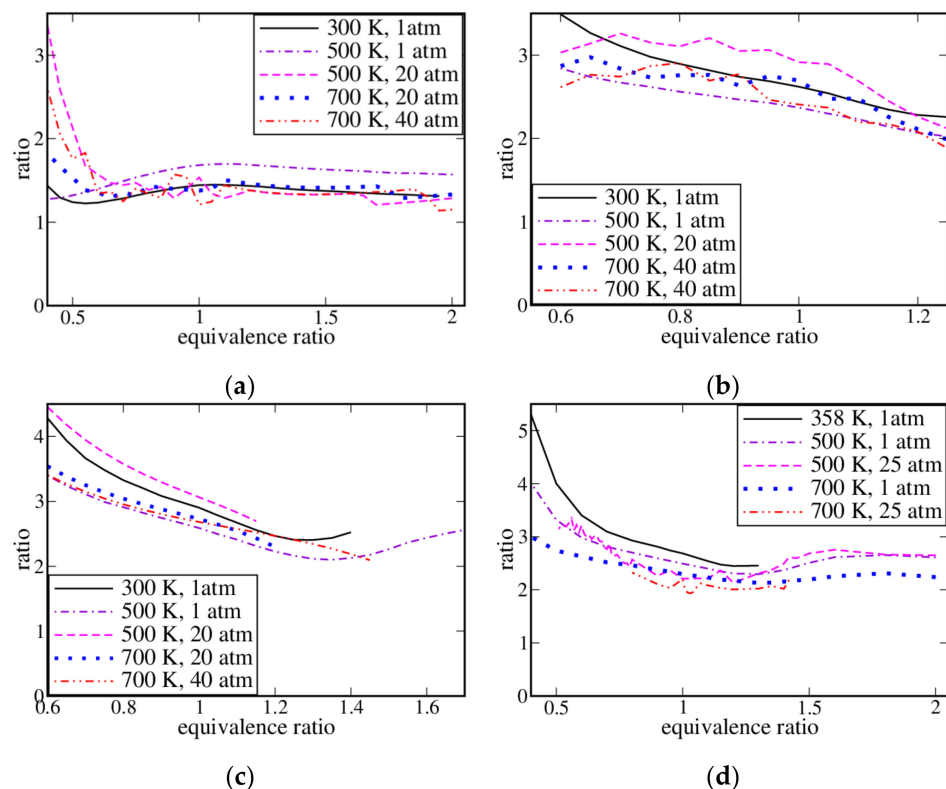 3
2
1
0
ratio
0.5
1
1.5
2
equivalence ratio
300 K, 1atm
500 K, 1 atm
500 K, 20 atm
700 K, 20 atm
700 K, 40 atm
(a)
3
2
1
0
ratio
0.6
0.8
1
1.2
equivalence ratio
300 K, 1atm
500 K, 1 atm
500 K, 20 atm
700 K, 40 atm
700 K, 40 atm
(b)
4
3
2
1
0
ratio
0.6
0.8
1
1.2
1.4
1.6
equivalence ratio
300 K, 1atm
500 K, 1 atm
500 K, 20 atm
700 K, 20 atm
700 K, 40 atm
(c)
5
4
3
2
1
0
ratio
0.5
1
1.5
2
equivalence ratio
358 K, 1atm
500 K, 1 atm
500 K, 25 atm
700 K, 1 atm
700 K, 25 atm
(d)